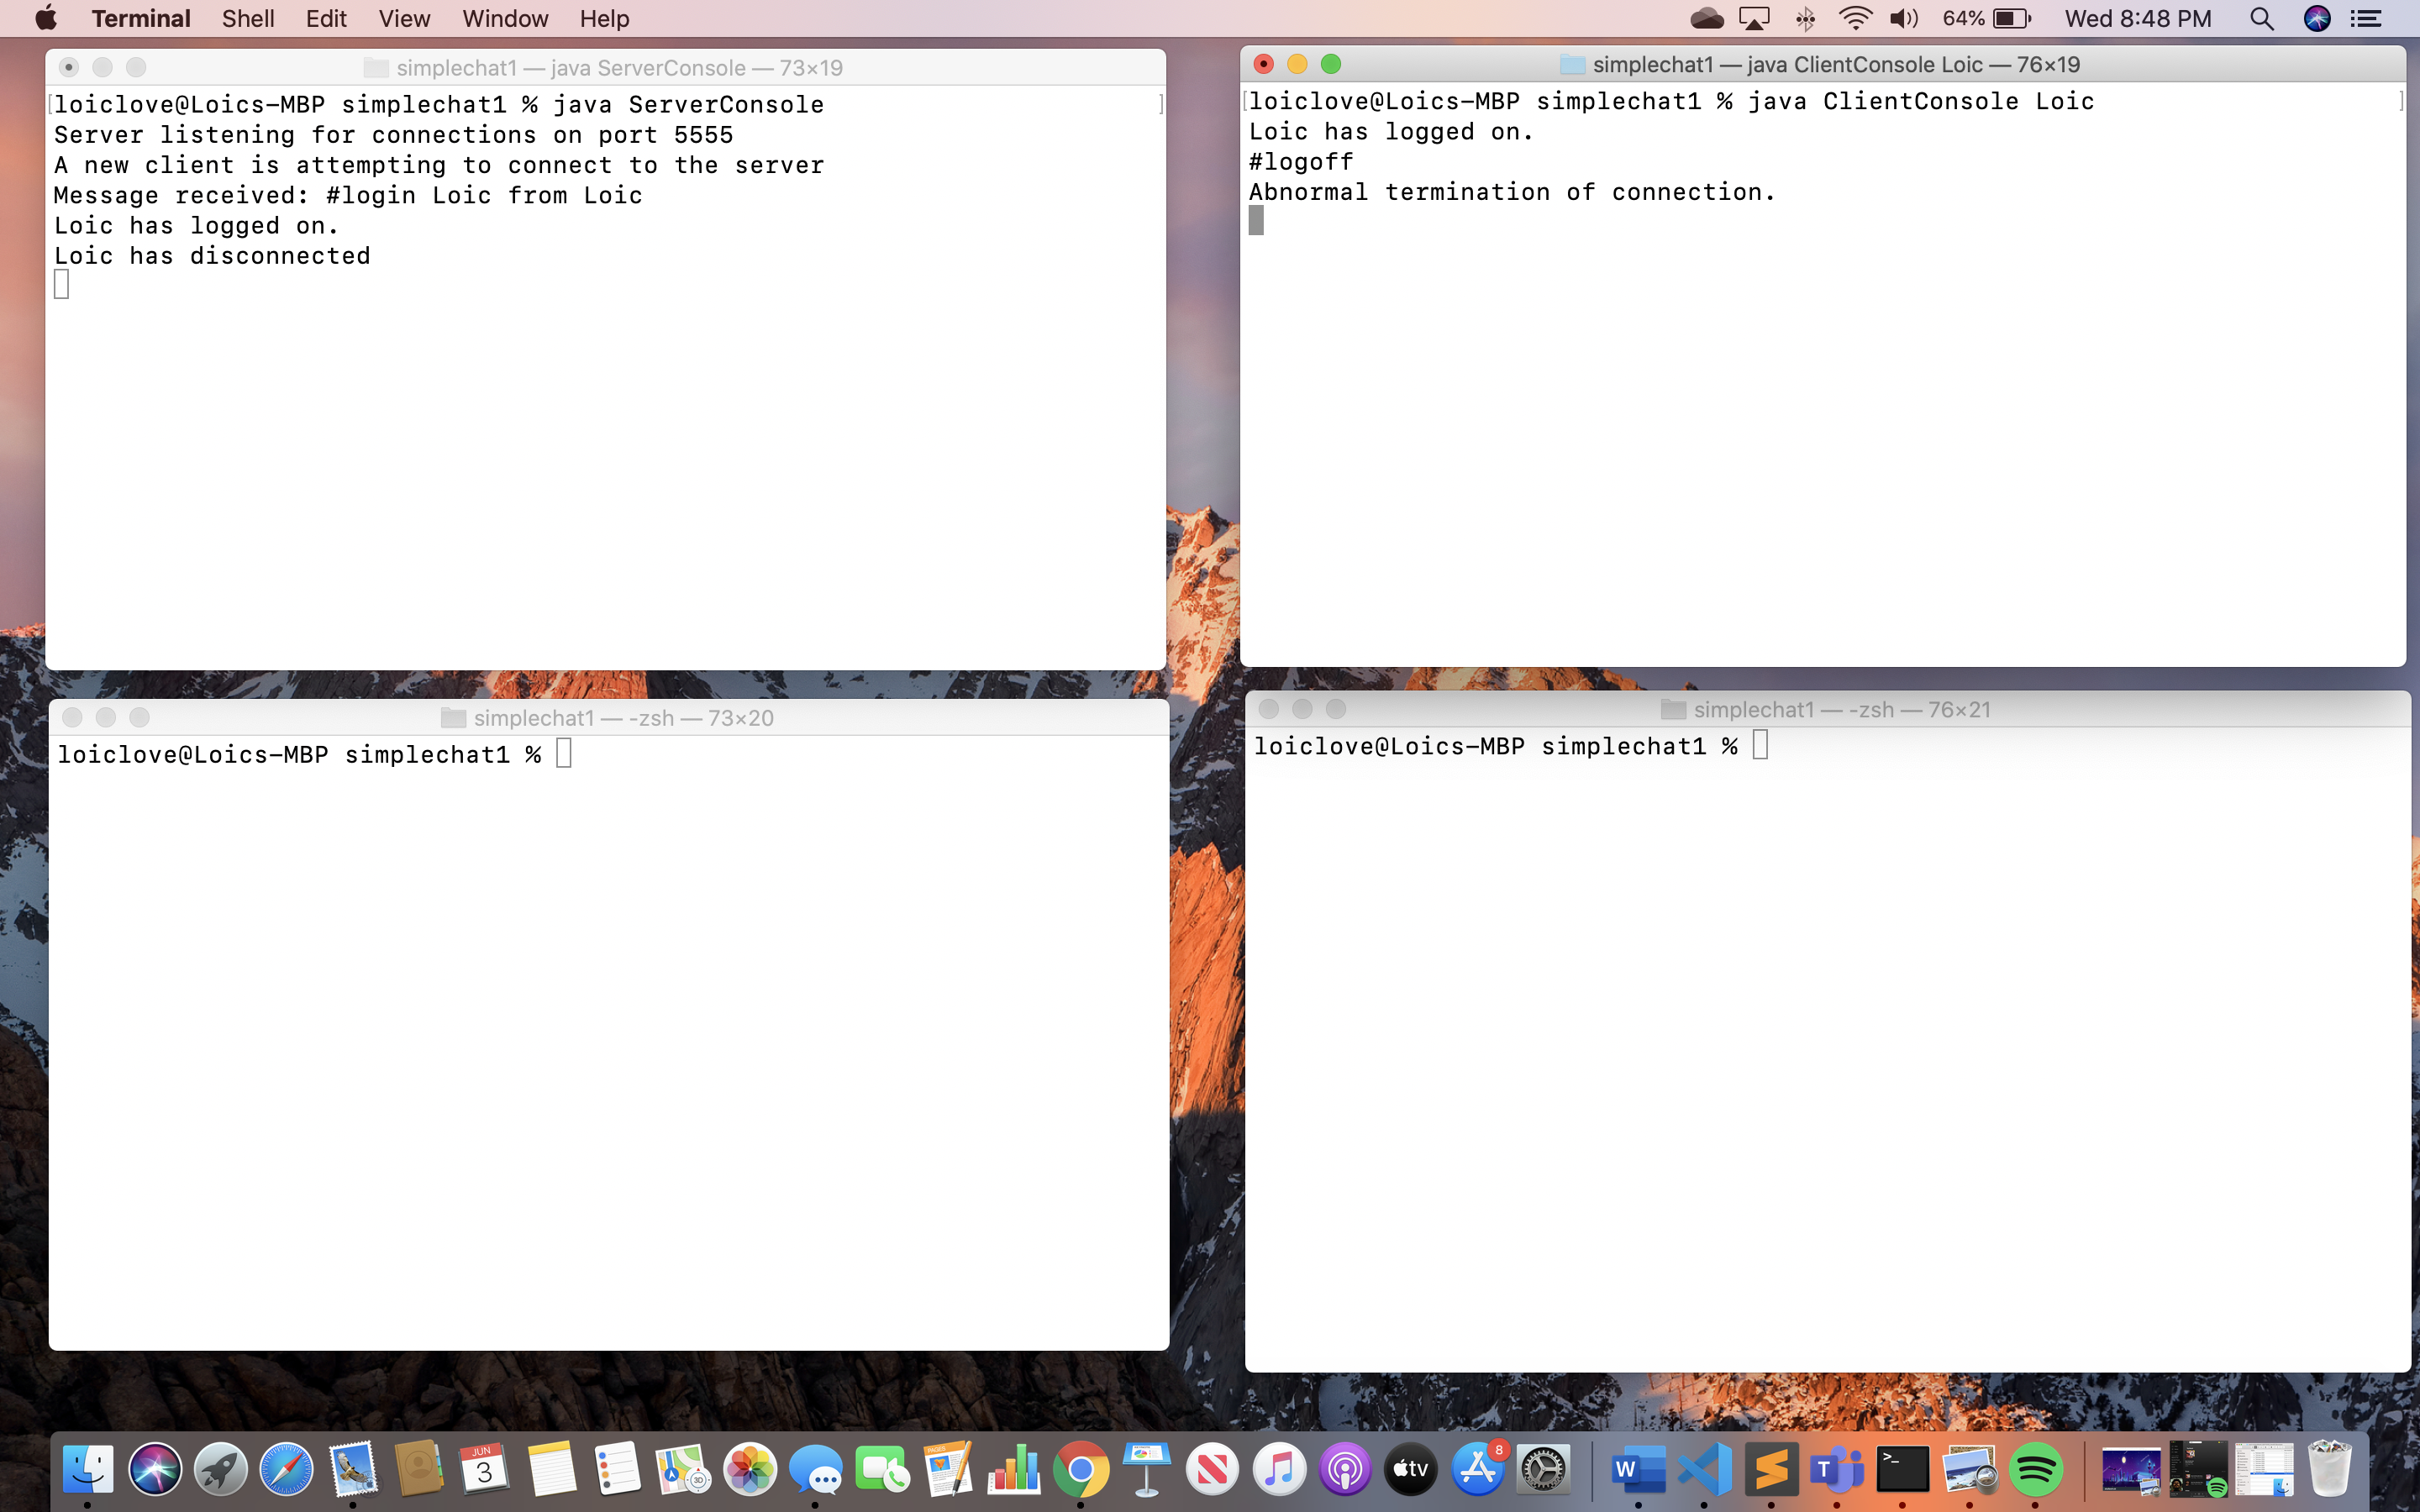 Terminal Shell Edit View Window Help 64% Wed 8:48 PM
simplechat1 — java ServerConsole — 73×19
[loiclove@Loics-MBP simplechat1 % java ServerConsole ]
Server listening for connections on port 5555
A new client is attempting to connect to the server
Message received: #login Loic from Loic
Loic has logged on.
Loic has disconnected
simplechat1 — java ClientConsole Loic — 76×19
[loiclove@Loics-MBP simplechat1 % java ClientConsole Loic ]
Loic has logged on.
#logoff
Abnormal termination of connection.
simplechat1 — -zsh — 73×20
loiclove@Loics-MBP simplechat1 %
simplechat1 — -zsh — 76×21
loiclove@Loics-MBP simplechat1 %
JUN
3
3D
PAGES
tv
8
W
T
>_